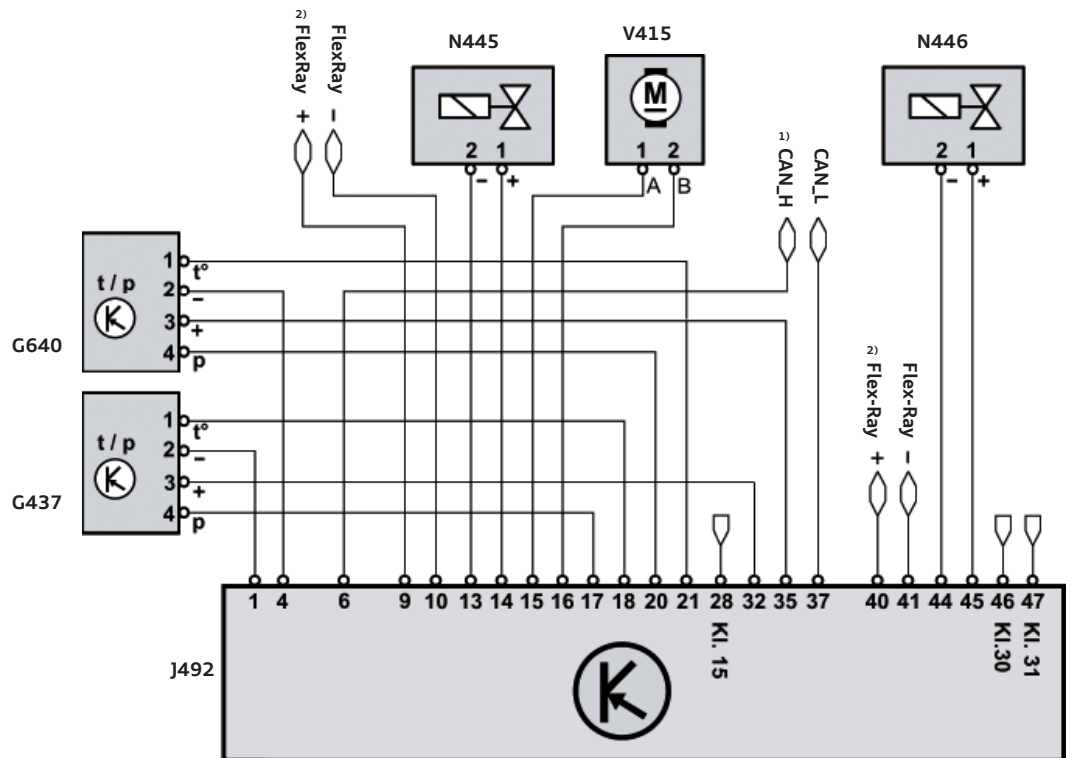 2) FlexRay +
FlexRay −
N445
V415
N446
M
2 1
− +
1 2
A B
1) CAN_H
CAN_L
2 1
− +
G640
t / p
1 t°
2 −
3 +
4 p
G437
t / p
1 t°
2 −
3 +
4 p
2) Flex-Ray +
Flex-Ray −
J492
1 4 6 9 10 13 14 15 16 17 18 20 21 28 32 35 37 40 41 44 45 46 47
Kl. 15
Kl.30
Kl. 31